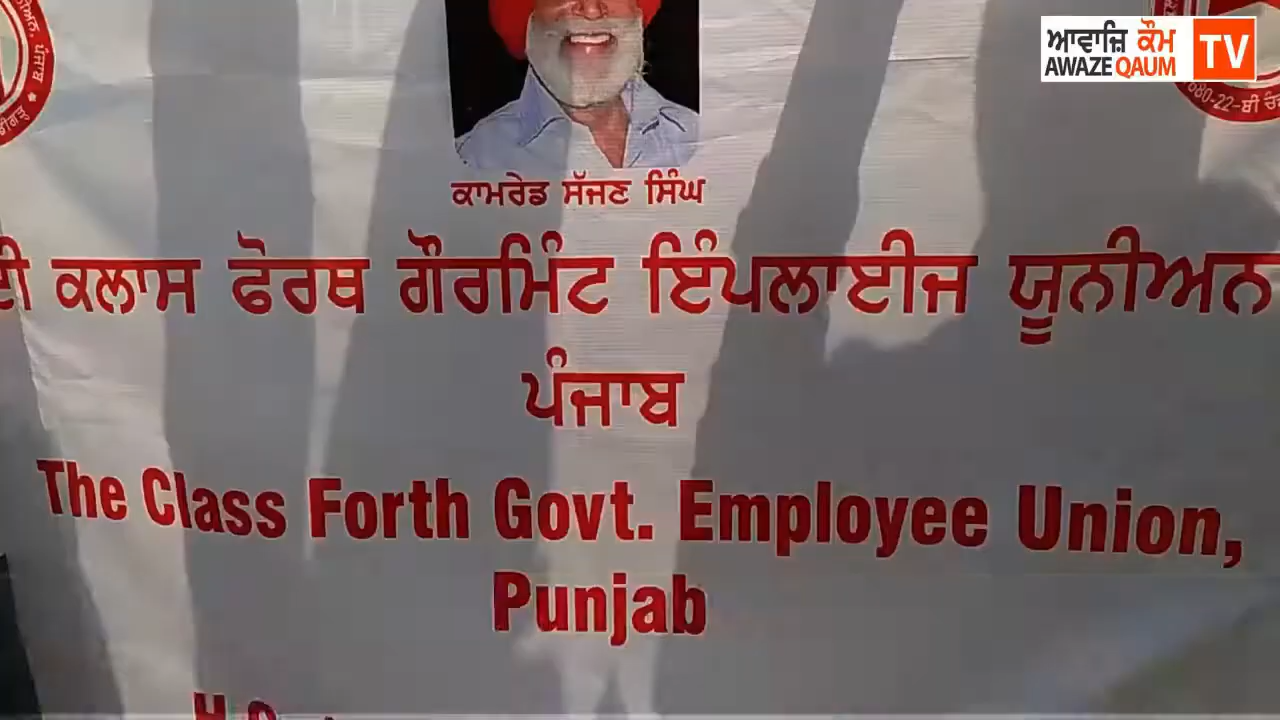 ਆਵਾਜ਼ਿ ਕੌਮ
AWAZE QAUM
TV
ਕਾਮਰੇਡ ਸੱਜਣ ਸਿੰਘ
ਕਲਾਸ ਫੋਰਥ ਗੌਰਮਿੰਟ ਇੰਪਲਾਈਜ ਯੂਨੀਅਨ
ਪੰਜਾਬ
The Class Forth Govt. Employee Union,
Punjab